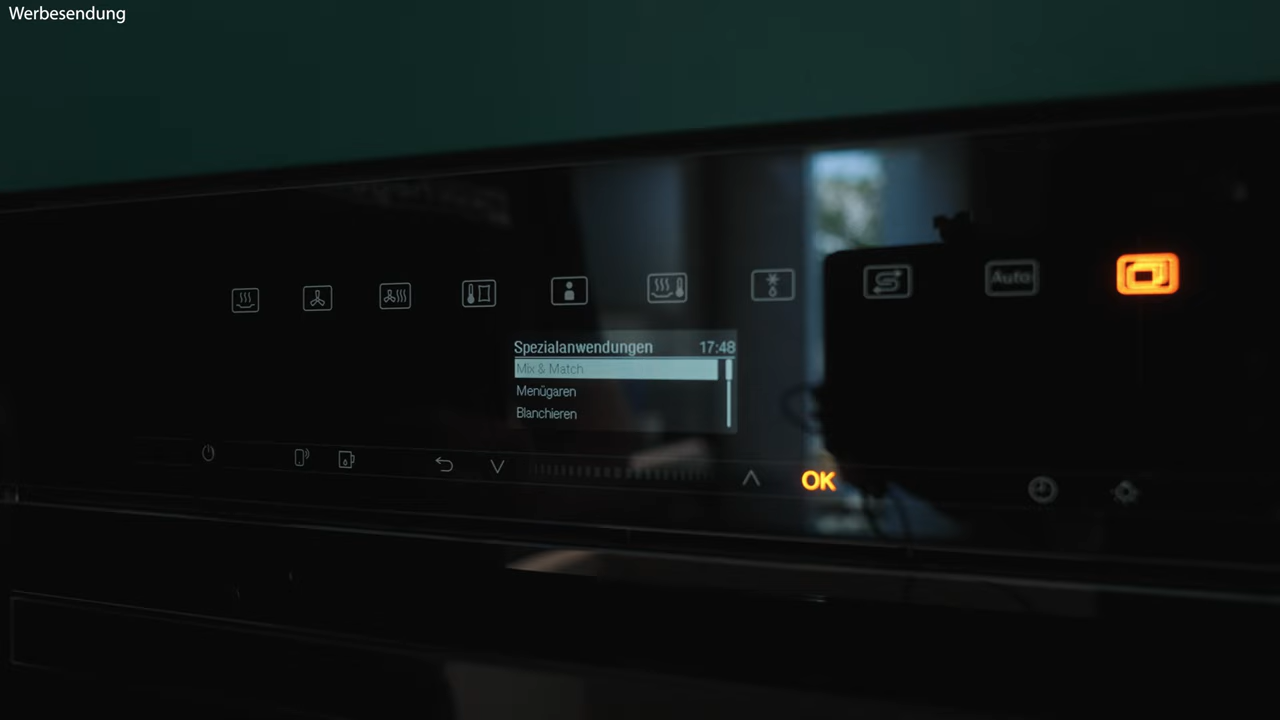 Werbesendung
Auto
Spezialanwendungen 17:48
Mix & Match
Menügaren
Blanchieren
OK